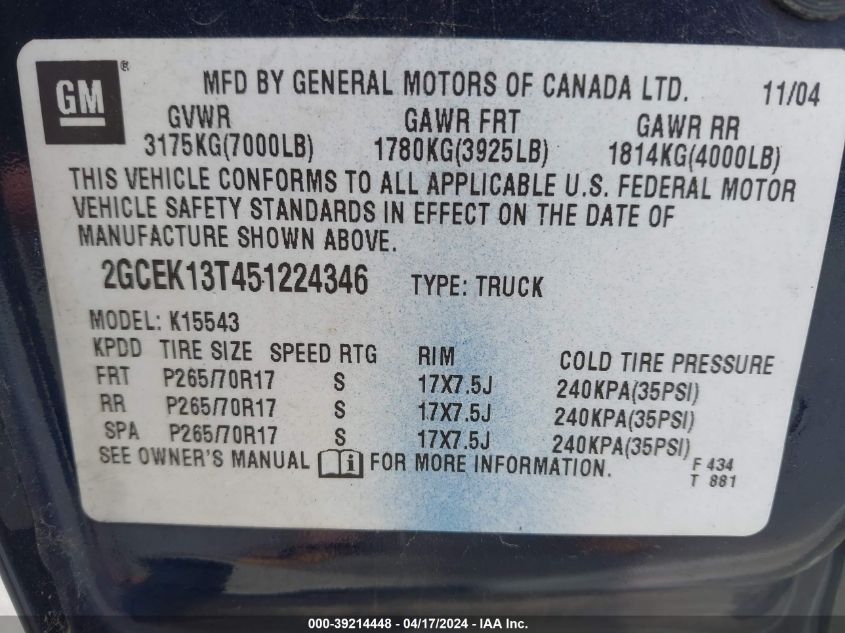 GM ® MFD BY GENERAL MOTORS OF CANADA LTD. 11/04
GVWR GAWR FRT GAWR RR
3175KG(7000LB) 1780KG(3925LB) 1814KG(4000LB)
THIS VEHICLE CONFORMS TO ALL APPLICABLE U.S. FEDERAL MOTOR
VEHICLE SAFETY STANDARDS IN EFFECT ON THE DATE OF
MANUFACTURE SHOWN ABOVE.
2GCEK13T451224346 TYPE: TRUCK
MODEL: K15543
KPDD TIRE SIZE SPEED RTG RIM COLD TIRE PRESSURE
FRT P265/70R17 S 17X7.5J 240KPA(35PSI)
RR P265/70R17 S 17X7.5J 240KPA(35PSI)
SPA P265/70R17 S 17X7.5J 240KPA(35PSI)
SEE OWNER'S MANUAL i FOR MORE INFORMATION. F 434
T 881
000-39214448 - 04/17/2024 - IAA Inc.